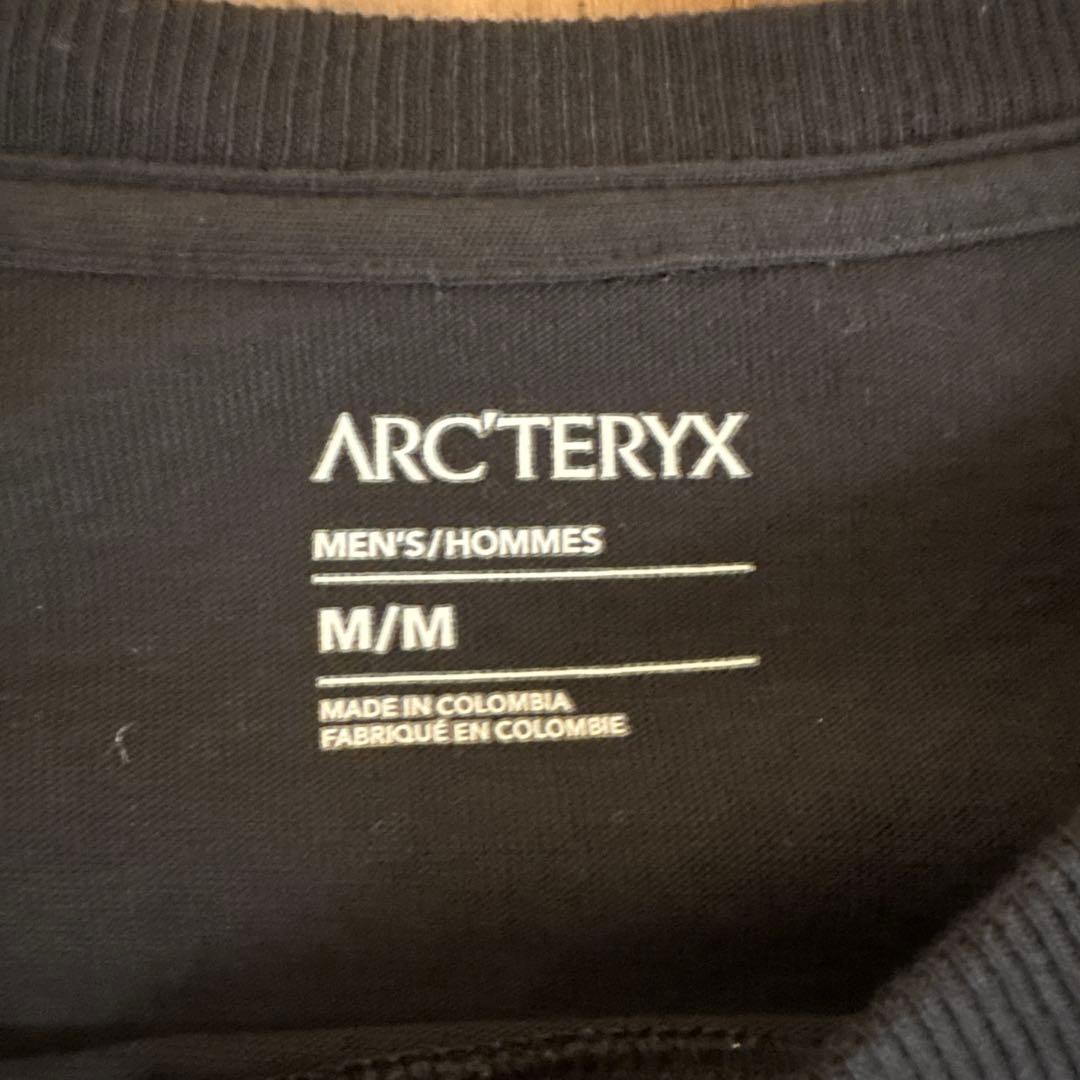 ARC'TERYX
MEN'S/HOMMES
M/M
MADE IN COLOMBIA
FABRIQUÉ EN COLOMBIE